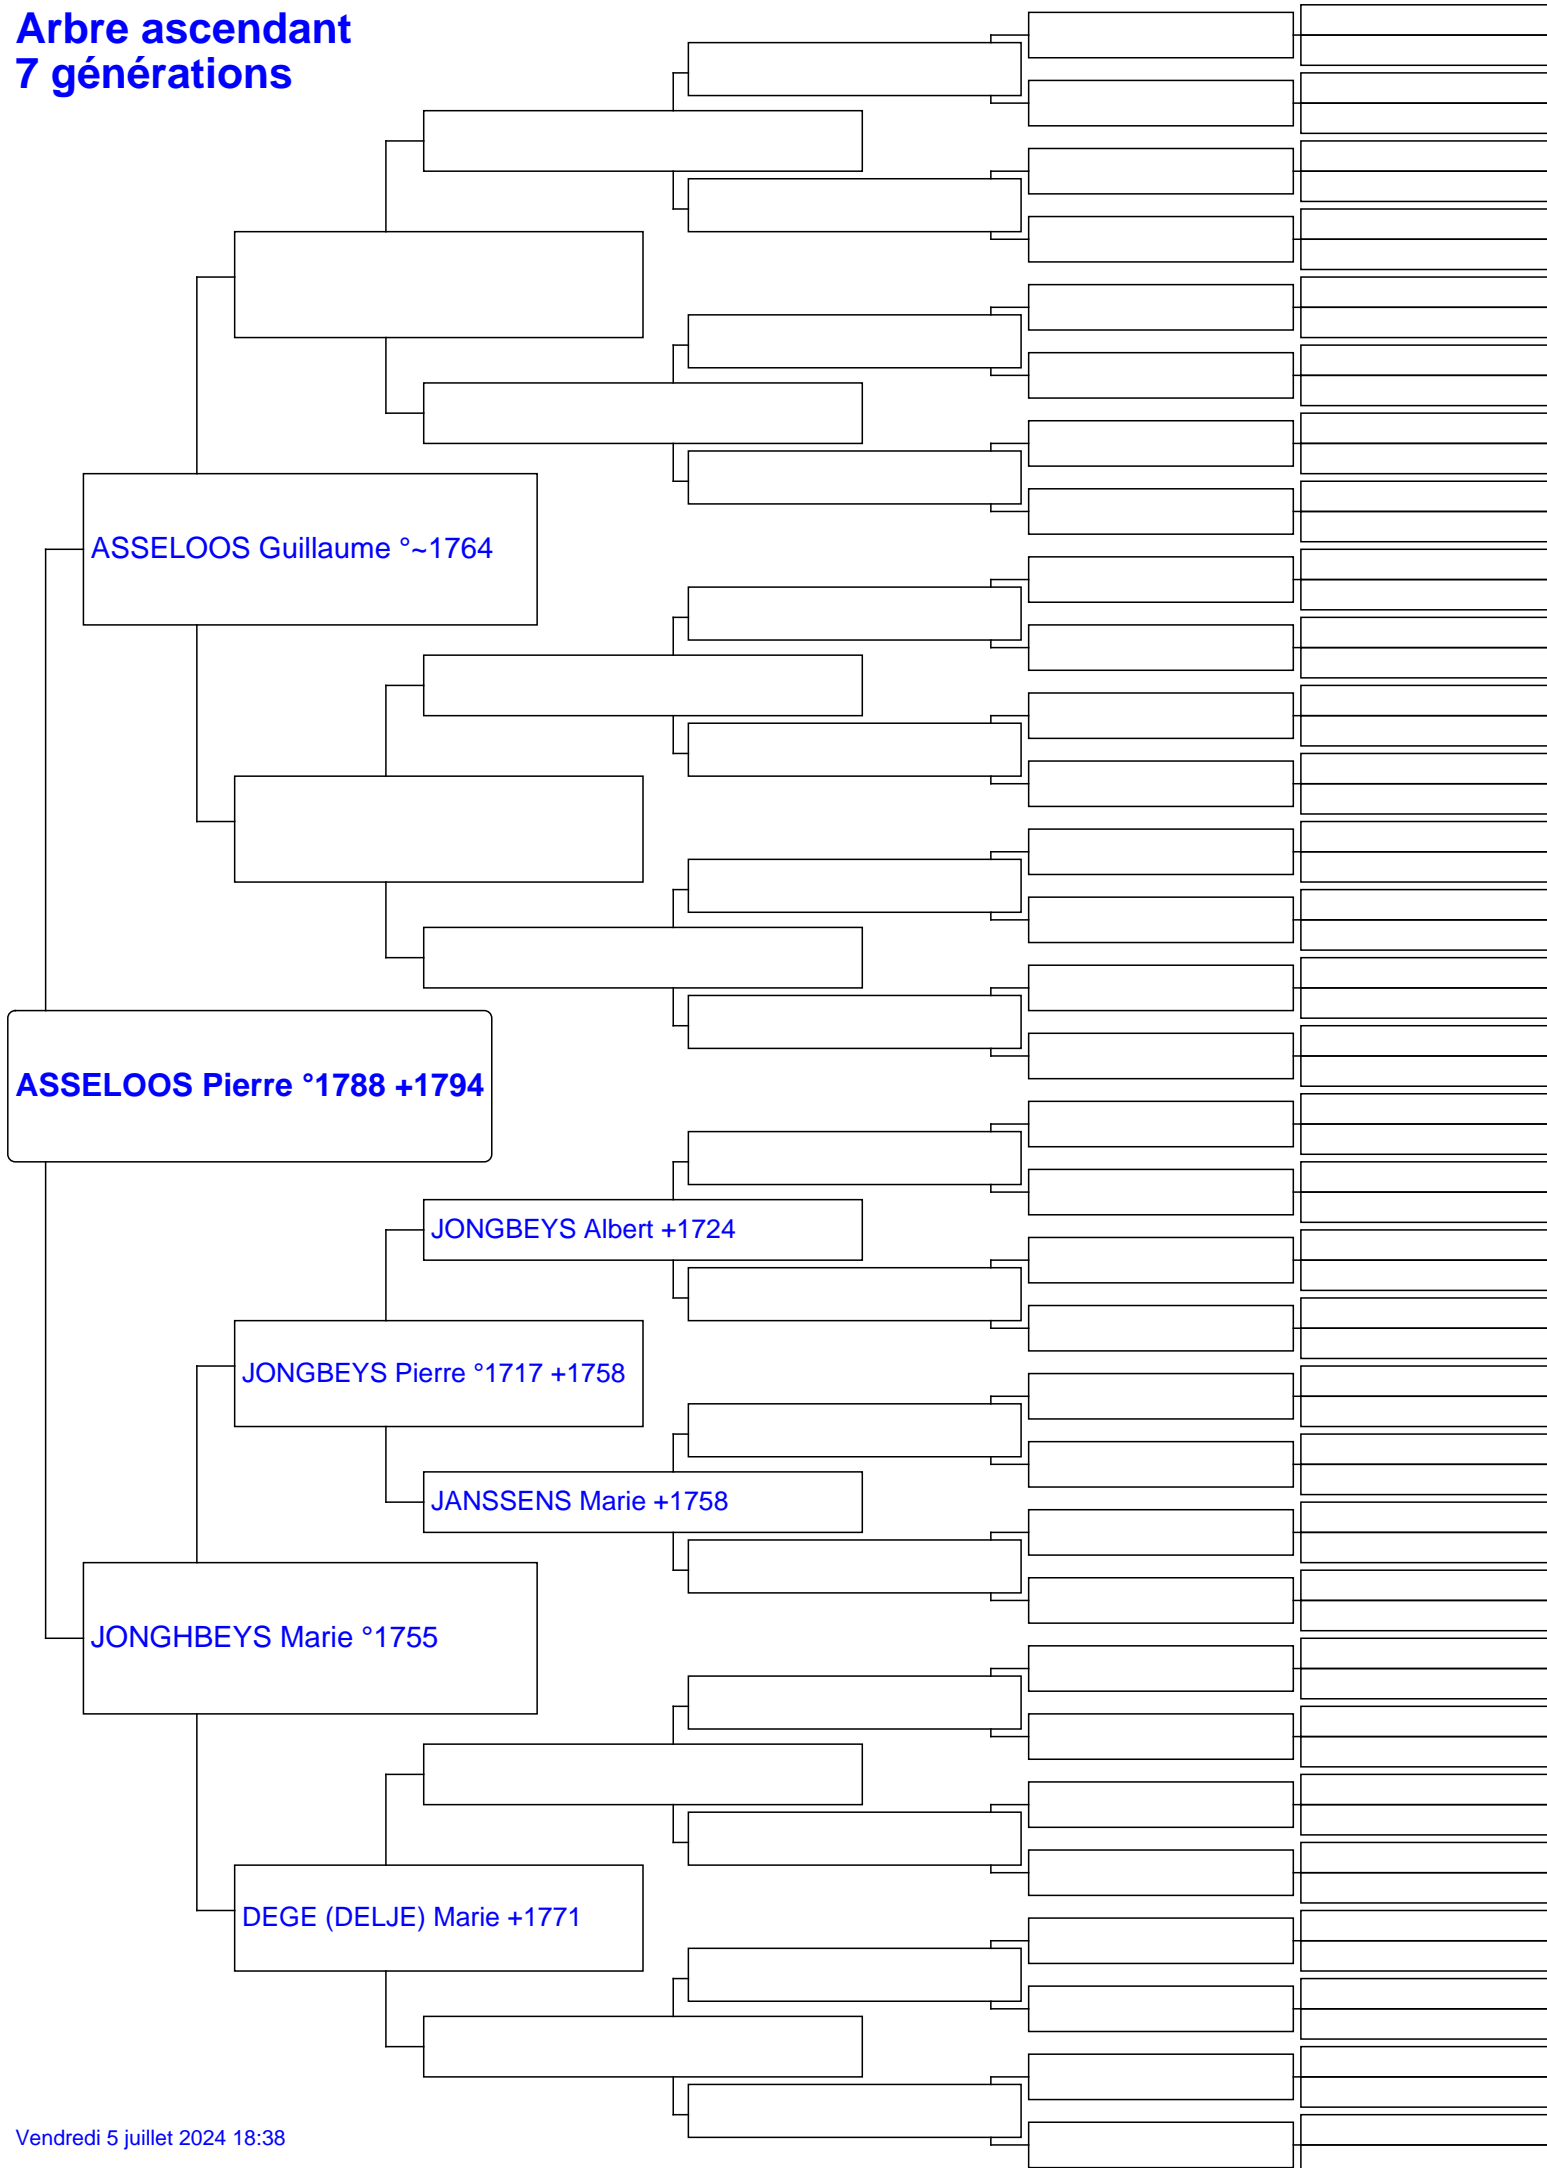 Arbre ascendant
7 générations
ASSELOOS Guillaume °~1764
ASSELOOS Pierre °1788 +1794
JONGBEYS Albert +1724
JONGBEYS Pierre °1717 +1758
JANSSENS Marie +1758
JONGHBEYS Marie °1755
DEGE (DELJE) Marie +1771
Vendredi 5 juillet 2024 18:38